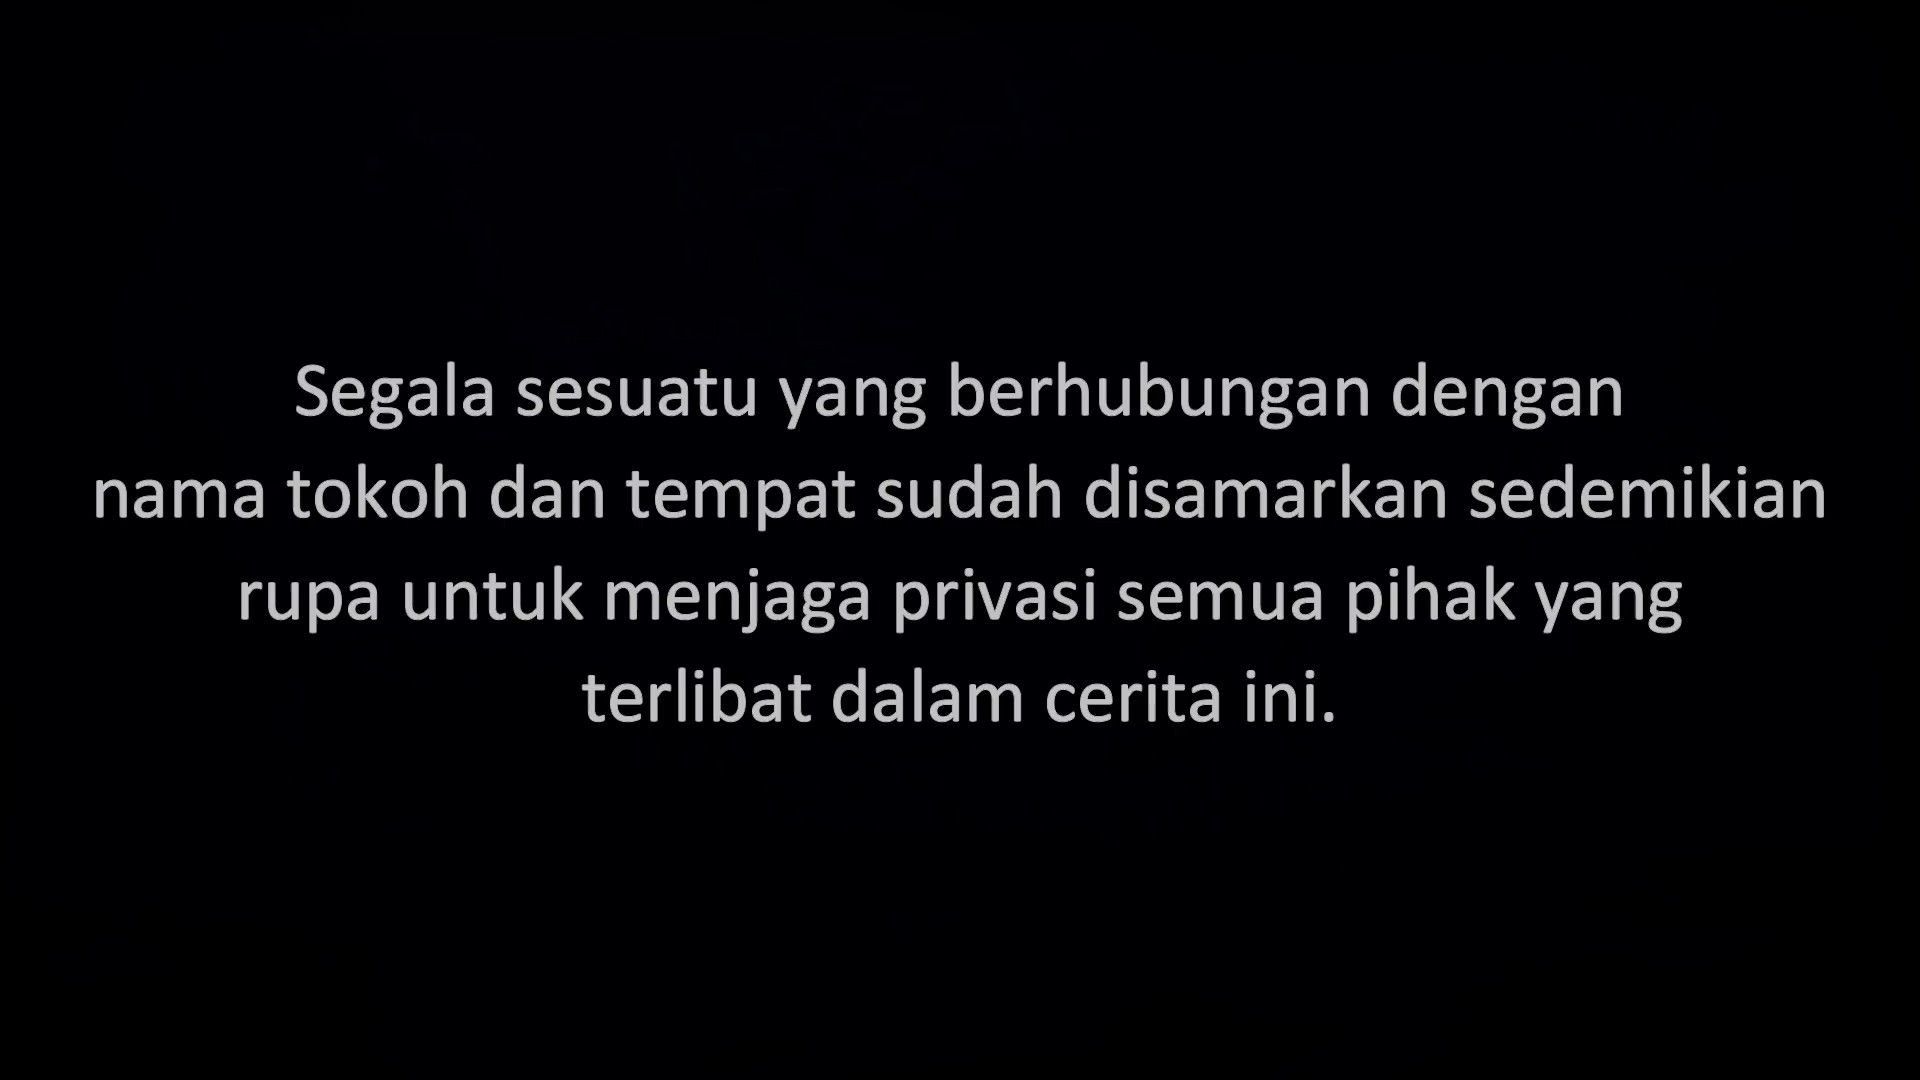 Segala sesuatu yang berhubungan dengan
nama tokoh dan tempat sudah disamarkan sedemikian
rupa untuk menjaga privasi semua pihak yang
terlibat dalam cerita ini.